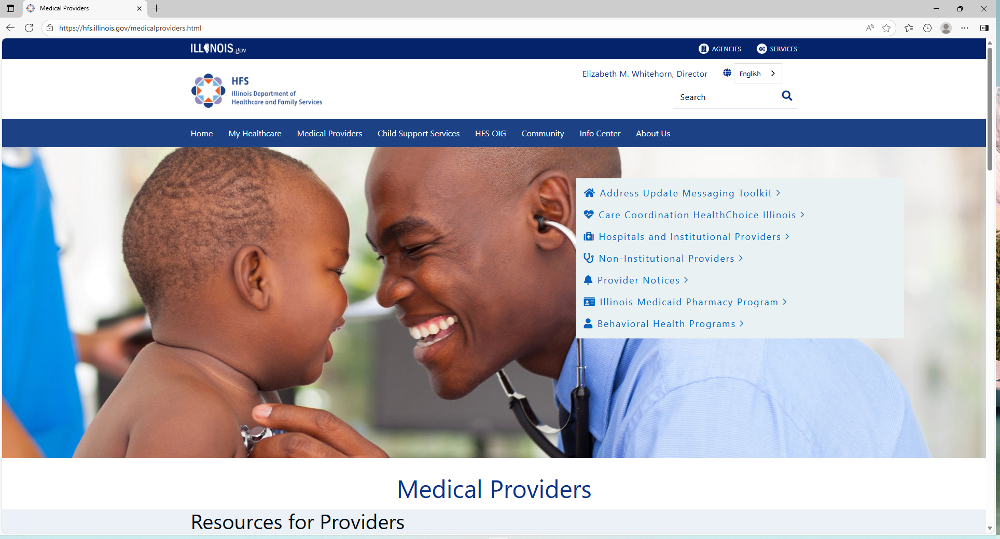 Medical Providers
https://hfs.illinois.gov/medicalproviders.html
ILLINOIS.gov
AGENCIES
SERVICES
Elizabeth M. Whitehorn, Director
English
HFS
Illinois Department of
Healthcare and Family Services
Search
Home
My Healthcare
Medical Providers
Child Support Services
HFS OIG
Community
Info Center
About Us
Address Update Messaging Toolkit
Care Coordination HealthChoice Illinois
Hospitals and Institutional Providers
Non-Institutional Providers
Provider Notices
Illinois Medicaid Pharmacy Program
Behavioral Health Programs
Medical Providers
Resources for Providers